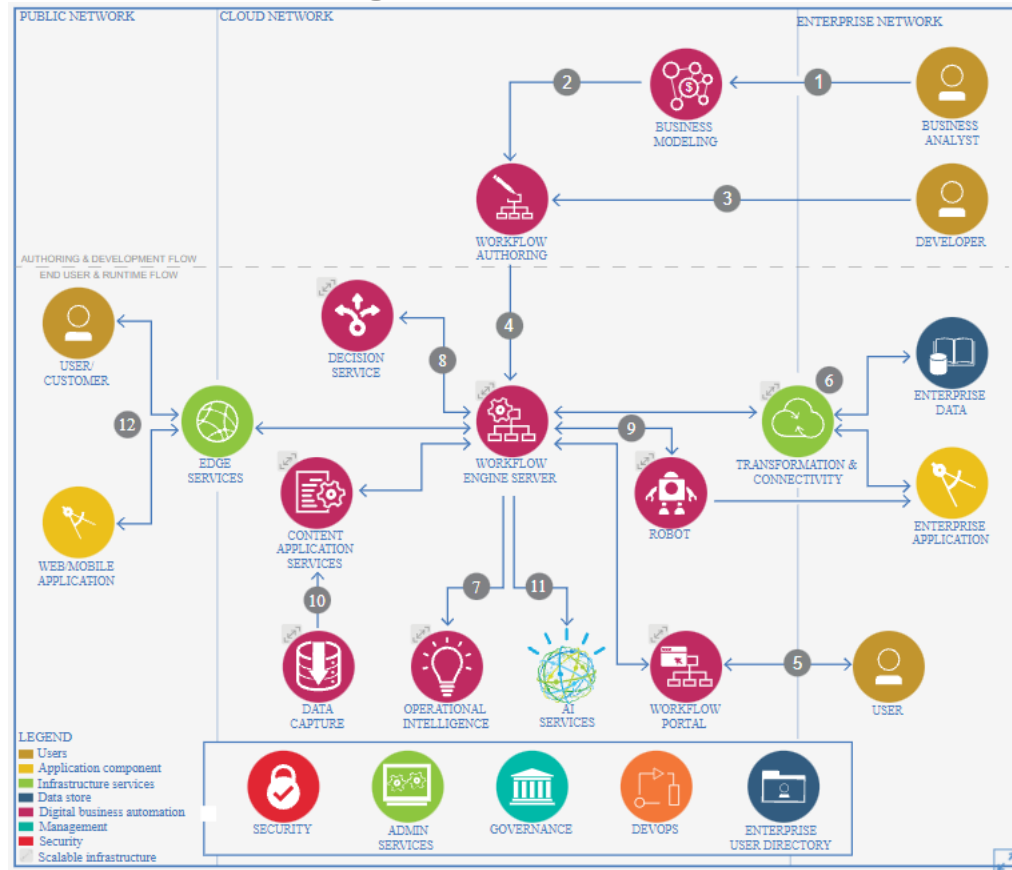 PUBLIC NETWORK
CLOUD NETWORK
ENTERPRISE NETWORK
2
1
BUSINESS
MODELING
BUSINESS
ANALYST
3
WORKFLOW
AUTHORING
DEVELOPER
AUTHORING & DEVELOPMENT FLOW
END USER & RUNTIME FLOW
4
8
6
USER/
CUSTOMER
DECISION
SERVICE
ENTERPRISE
DATA
12
9
EDGE
SERVICES
WORKFLOW
ENGINE SERVER
TRANSFORMATION &
CONNECTIVITY
ROBOT
CONTENT
APPLICATION
SERVICES
ENTERPRISE
APPLICATION
WEB/MOBILE
APPLICATION
10
7
11
5
DATA
CAPTURE
OPERATIONAL
INTELLIGENCE
AI
SERVICES
WORKFLOW
PORTAL
USER
LEGEND
Users
Application component
Infrastructure services
Data store
Digital business automation
Management
Security
Scalable infrastructure
SECURITY
ADMIN
SERVICES
GOVERNANCE
DEVOPS
ENTERPRISE
USER DIRECTORY